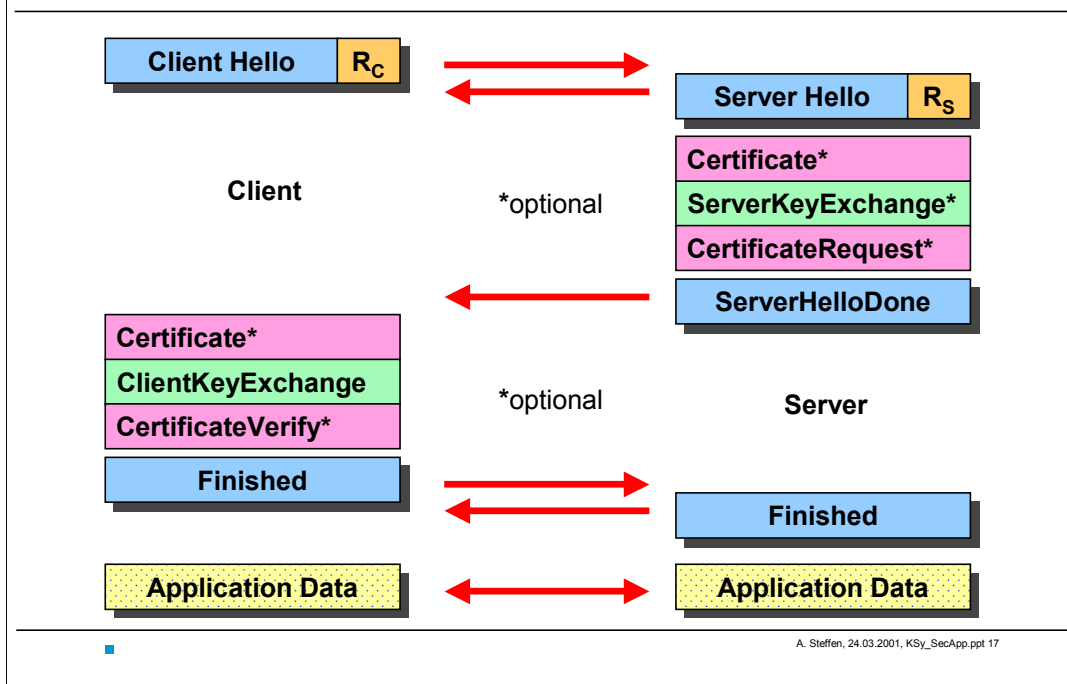 Client Hello
R_C
Server Hello
R_S
Certificate*
ServerKeyExchange*
CertificateRequest*
Client
*optional
ServerHelloDone
Certificate*
ClientKeyExchange
CertificateVerify*
*optional
Server
Finished
Finished
Application Data
Application Data
A. Steffen, 24.03.2001, KSy_SecApp.ppt 17